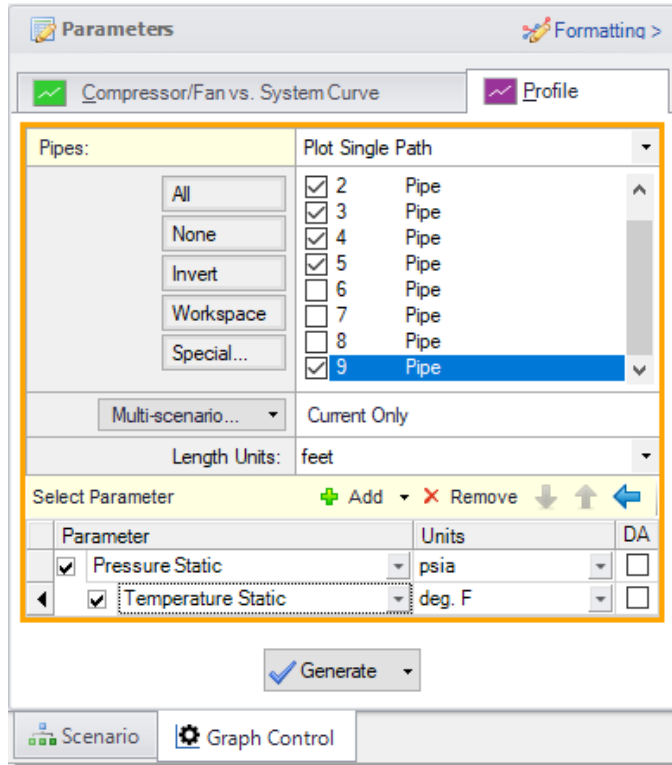 Parameters Formatting >
Compressor/Fan vs. System Curve Profile
Pipes: Plot Single Path
All
None
Invert
Workspace
Special...
2 Pipe
3 Pipe
4 Pipe
5 Pipe
6 Pipe
7 Pipe
8 Pipe
9 Pipe
Multi-scenario... Current Only
Length Units: feet
Select Parameter Add Remove
Parameter Units DA
Pressure Static psia
Temperature Static deg. F
Generate
Scenario Graph Control